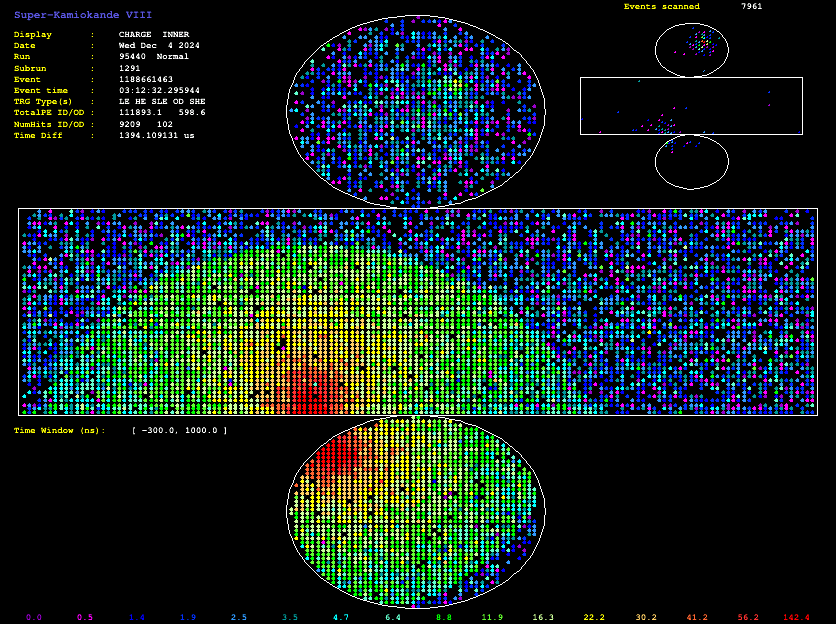 Super-Kamiokande VIII
Events scanned 7961
Display : CHARGE INNER
Date : Wed Dec 4 2024
Run : 95440 Normal
Subrun : 1291
Event : 1188661463
Event time : 03:12:32.295944
TRG Type(s) : LE HE SLE OD SHE
TotalPE ID/OD : 111893.1 598.6
NumHits ID/OD : 9209 102
Time Diff : 1394.109131 us
Time Window (ns): [ -300.0, 1000.0 ]
0.0 0.5 1.2 1.9 2.5 3.5 4.7 6.4 8.8 11.9 16.3 22.2 30.2 41.2 56.2 142.4